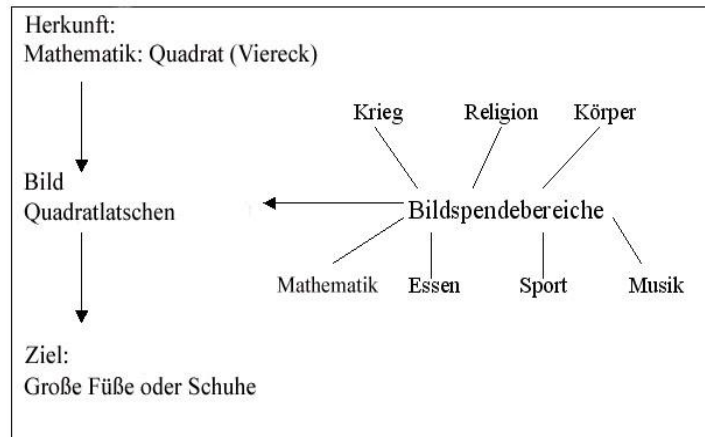 Herkunft:
Mathematik: Quadrat (Viereck)
Krieg
Religion
Körper
Bild
Quadratlatschen
Bildspendebereiche
Mathematik
Essen
Sport
Musik
Ziel:
Große Füße oder Schuhe